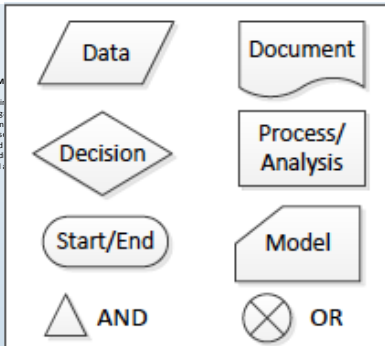 Data
Document
Decision
Process/
Analysis
Start/End
Model
AND
OR